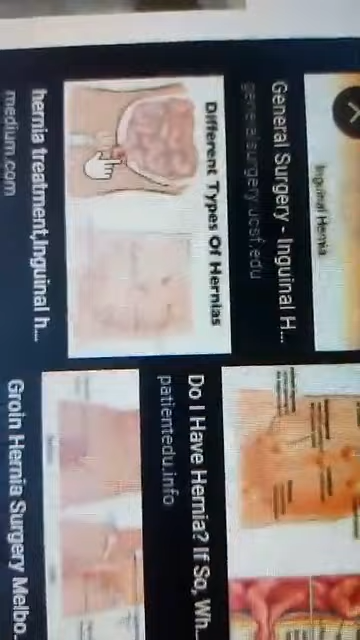 Inguinal Hernia
General Surgery - Inguinal H...
generalsurgery.ucsf.edu
Different Types Of Hernias
hernia treatment,Inguinal h...
medium.com
Do I Have Hernia? If So, Wh...
patientedu.info
Groin Hernia Surgery Melbo...